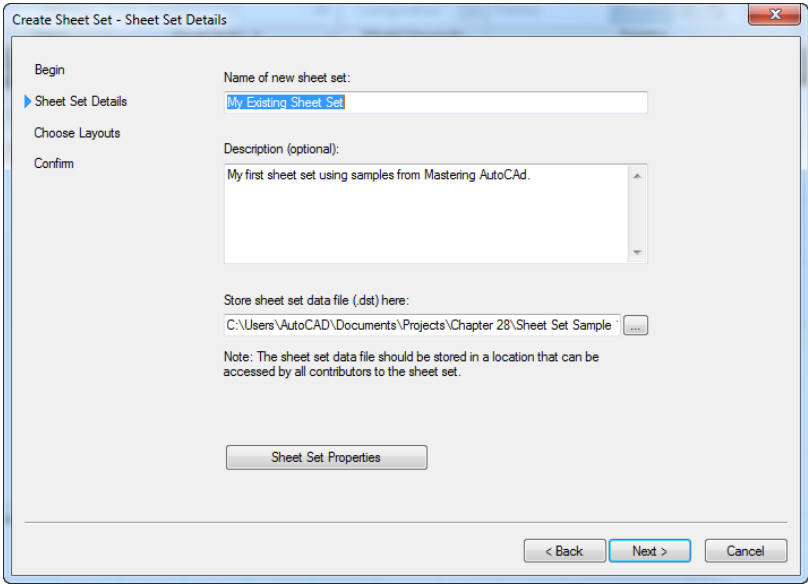 Create Sheet Set - Sheet Set Details
Begin
Sheet Set Details
Choose Layouts
Confirm
Name of new sheet set:
My Existing Sheet Set
Description (optional):
My first sheet set using samples from Mastering AutoCAd.
Store sheet set data file (.dst) here:
C:\Users\AutoCAD\Documents\Projects\Chapter 28\Sheet Set Sample
...
Note: The sheet set data file should be stored in a location that can be
accessed by all contributors to the sheet set.
Sheet Set Properties
< Back Next > Cancel